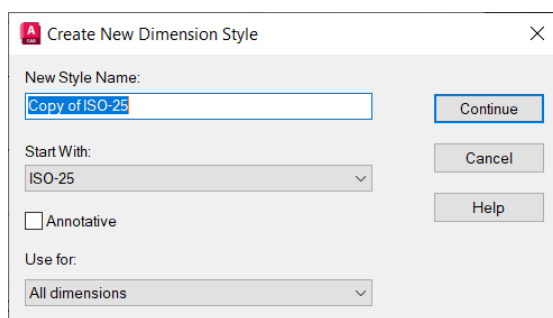 A CAD Create New Dimension Style
New Style Name:
Copy of ISO-25
Continue
Start With:
Cancel
ISO-25
Help
Annotative
Use for:
All dimensions